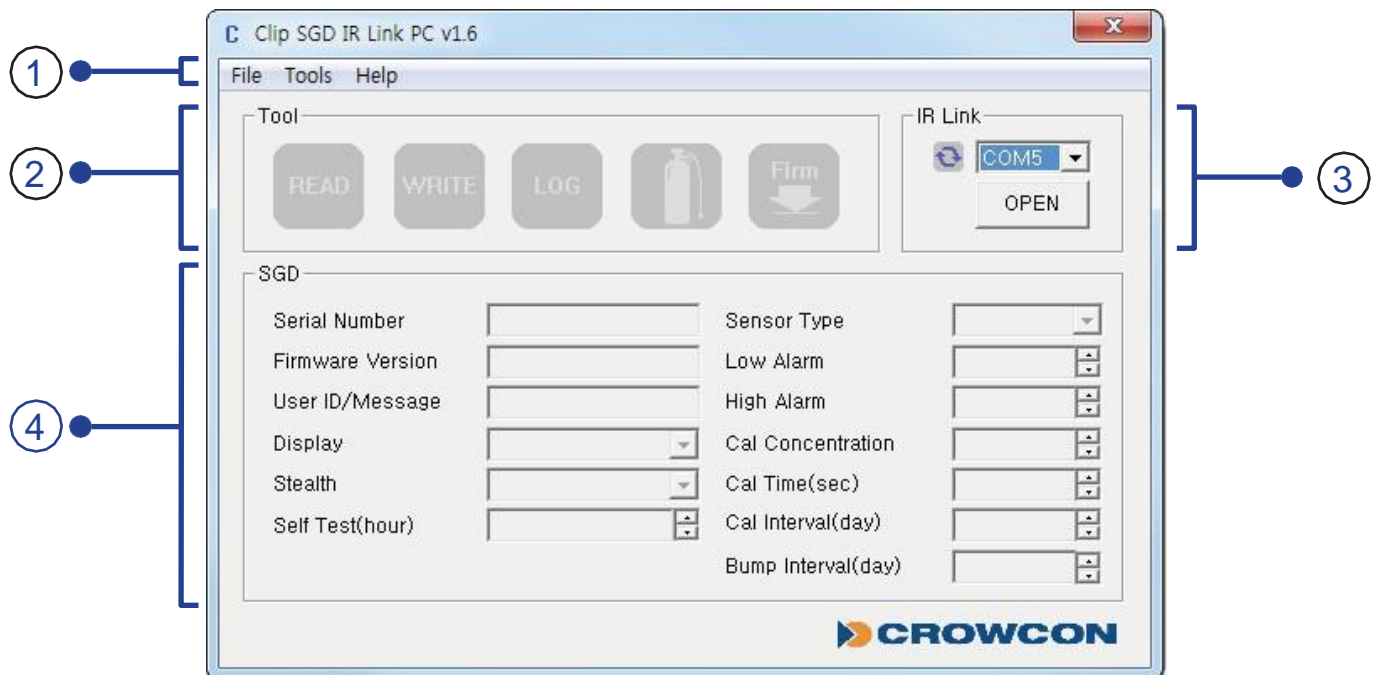 C Clip SGD IR Link PC v1.6
1
File Tools Help
2
Tool
READ WRITE LOG Firm
IR Link
COM5
OPEN
3
4
SGD
Serial Number
Firmware Version
User ID/Message
Display
Stealth
Self Test(hour)
Sensor Type
Low Alarm
High Alarm
Cal Concentration
Cal Time(sec)
Cal Interval(day)
Bump Interval(day)
CROWCON